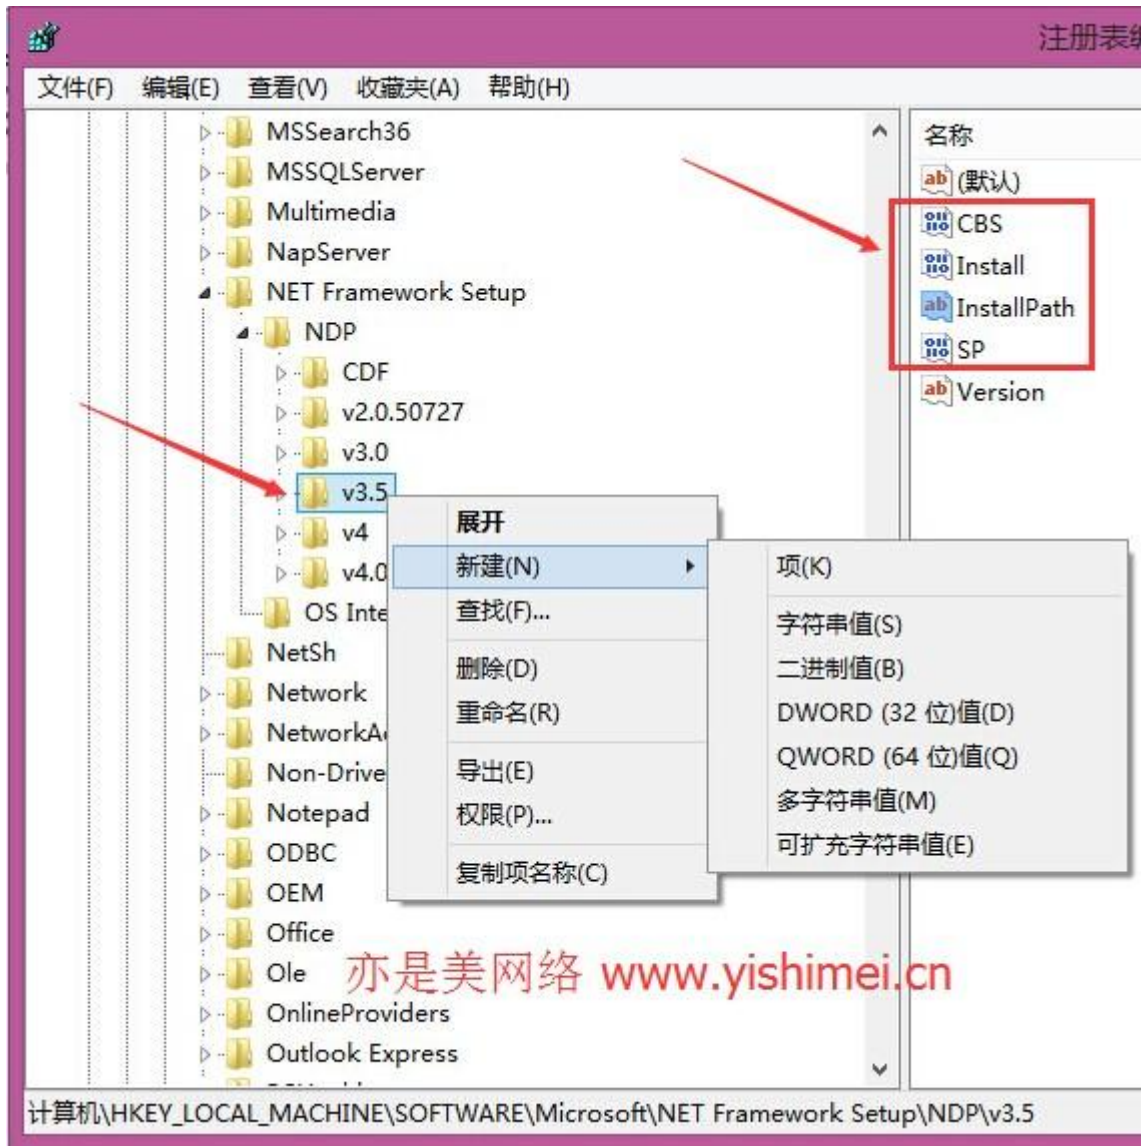 注册表编
文件(F) 编辑(E) 查看(V) 收藏夹(A) 帮助(H)
MSSearch36
MSSQLServer
Multimedia
NapServer
NET Framework Setup
NDP
CDF
v2.0.50727
v3.0
v3.5
v4
v4.0
OS Inte
NetSh
Network
NetworkA
Non-Drive
Notepad
ODBC
OEM
Office
Ole
OnlineProviders
Outlook Express
名称
(默认)
CBS
Install
InstallPath
SP
Version
展开
新建(N)
查找(F)...
删除(D)
重命名(R)
导出(E)
权限(P)...
复制项名称(C)
项(K)
字符串值(S)
二进制值(B)
DWORD (32 位)值(D)
QWORD (64 位)值(Q)
多字符串值(M)
可扩充字符串值(E)
亦是美网络 www.yishimei.cn
计算机\HKEY_LOCAL_MACHINE\SOFTWARE\Microsoft\NET Framework Setup\NDP\v3.5